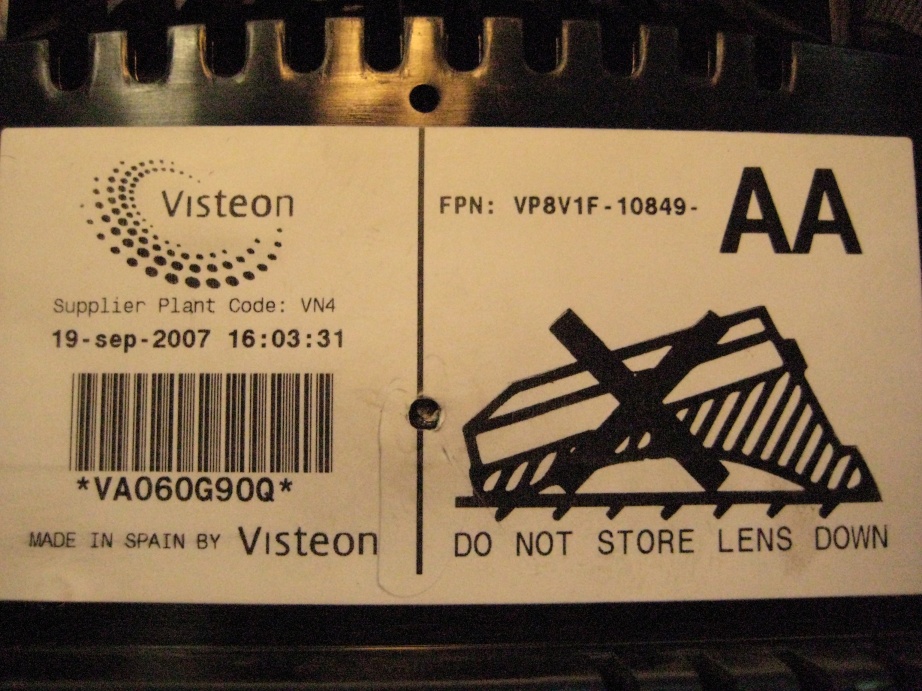 Visteon
Supplier Plant Code: VN4
19-sep-2007 16:03:31
*VA060G90Q*
MADE IN SPAIN BY Visteon
FPN: VP8V1F-10849- AA
DO NOT STORE LENS DOWN